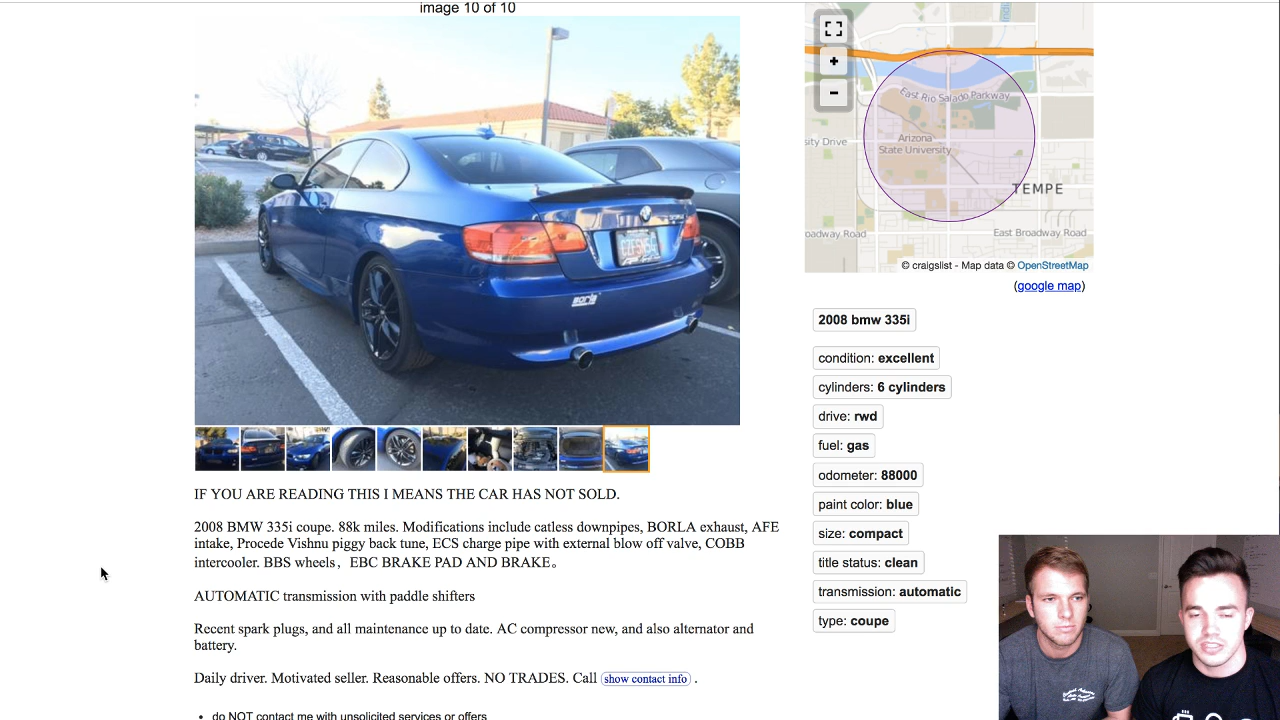 image 10 of 10
East Rio Salado Parkway
Arizona
State University
sity Drive
TEMPE
oadway Road
East Broadway Road
© craigslist - Map data © OpenStreetMap
(google map)
2008 bmw 335i
condition: excellent
cylinders: 6 cylinders
drive: rwd
fuel: gas
odometer: 88000
paint color: blue
size: compact
title status: clean
transmission: automatic
type: coupe
IF YOU ARE READING THIS I MEANS THE CAR HAS NOT SOLD.
2008 BMW 335i coupe. 88k miles. Modifications include catless downpipes, BORLA exhaust, AFE
intake, Procede Vishnu piggy back tune, ECS charge pipe with external blow off valve, COBB
intercooler. BBS wheels，EBC BRAKE PAD AND BRAKE。
AUTOMATIC transmission with paddle shifters
Recent spark plugs, and all maintenance up to date. AC compressor new, and also alternator and
battery.
Daily driver. Motivated seller. Reasonable offers. NO TRADES. Call show contact info .
• do NOT contact me with unsolicited services or offers